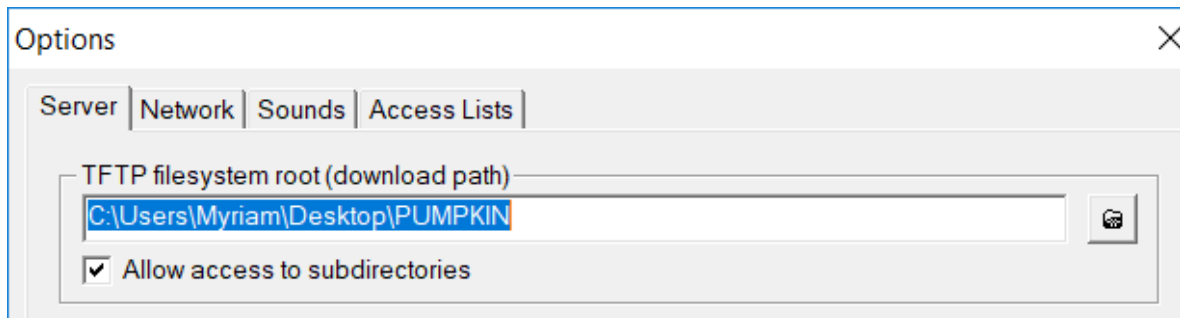 Options
Server Network Sounds Access Lists
TFTP filesystem root (download path)
C:\Users\Myriam\Desktop\PUMPKIN
Allow access to subdirectories